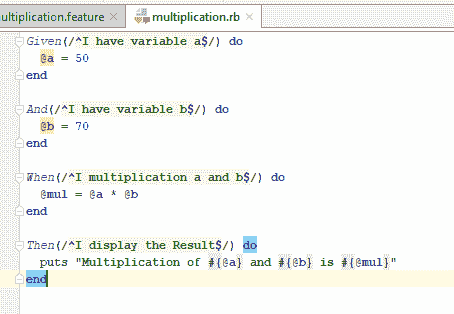 ultiplication.feature
multiplication.rb
Given(/^I have variable a$/) do
@a = 50
end
And(/^I have variable b$/) do
@b = 70
end
When(/^I multiplication a and b$/) do
@mul = @a * @b
end
Then(/^I display the Result$/) do
puts "Multiplication of #{@a} and #{@b} is #{@mul}"
end